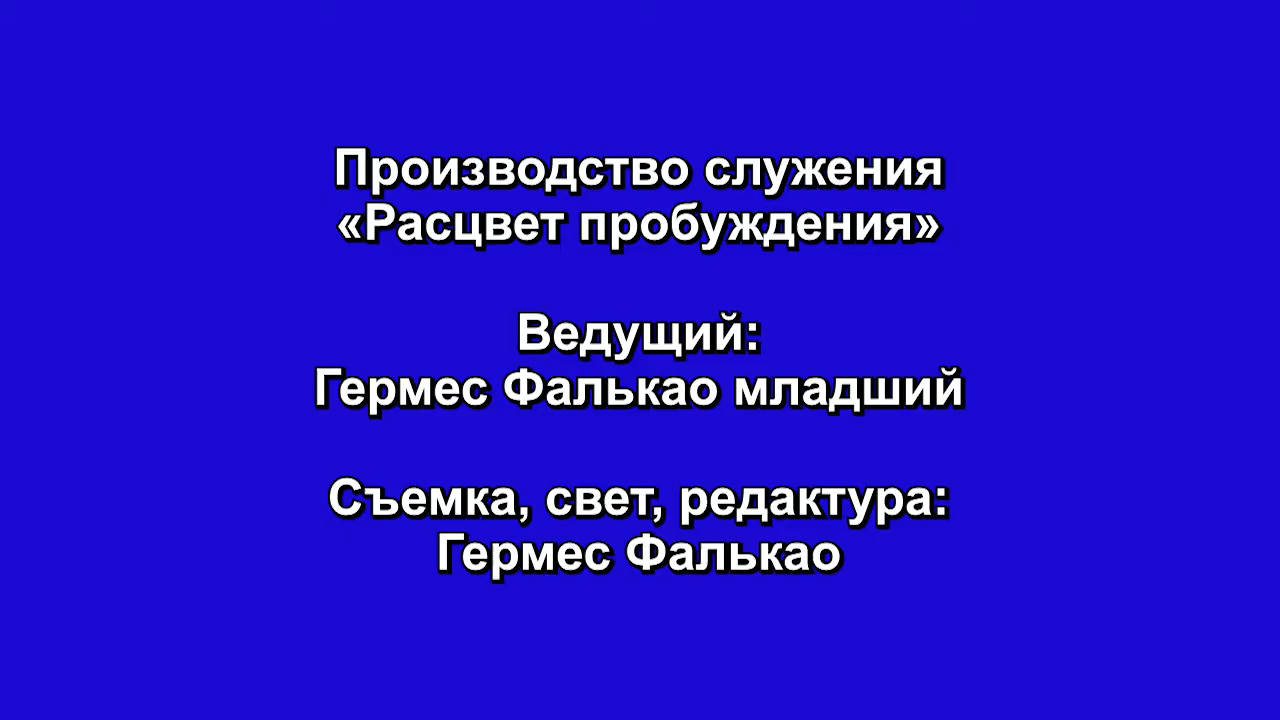 Производство служения
«Расцвет пробуждения»
Ведущий:
Гермес Фалькао младший
Съемка, свет, редактура:
Гермес Фалькао